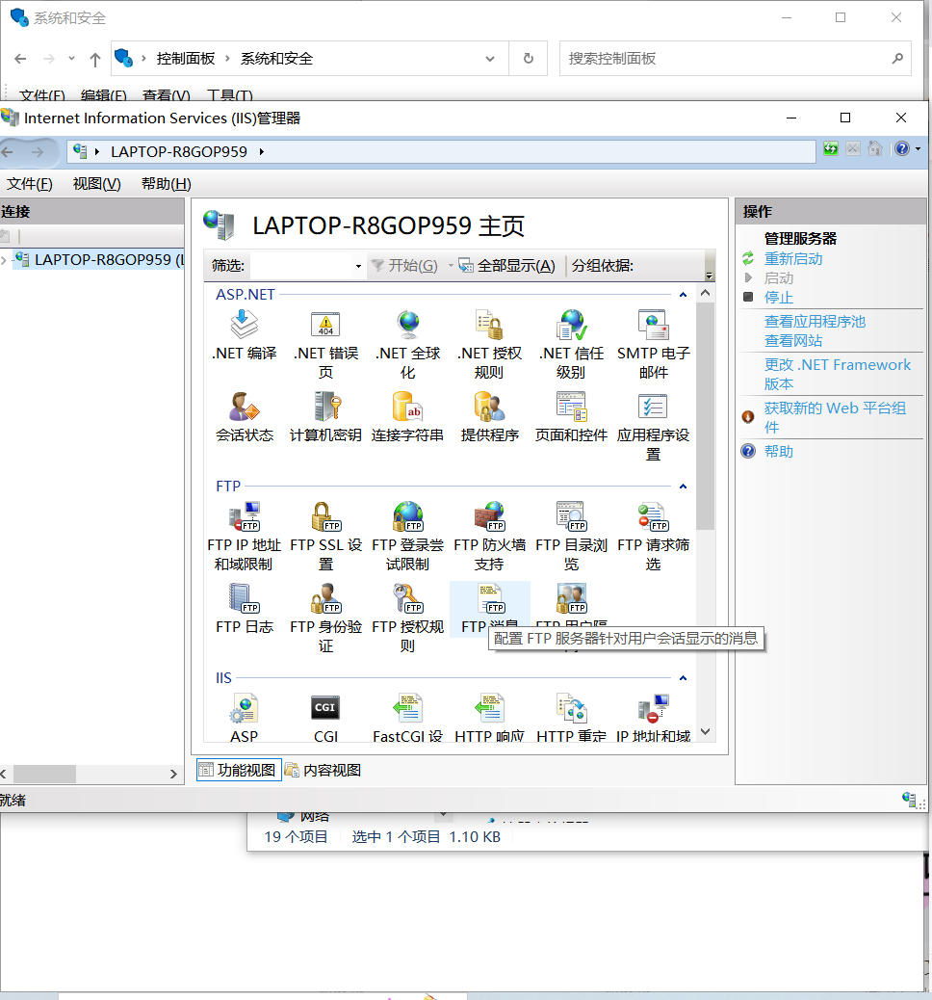 系统和安全
控制面板 系统和安全
搜索控制面板
文件(F) 编辑(E) 查看(V) 工具(T)
Internet Information Services (IIS)管理器
LAPTOP-R8GOP959
文件(F) 视图(V) 帮助(H)
连接
LAPTOP-R8GOP959 (L
LAPTOP-R8GOP959 主页
筛选: 开始(G) 全部显示(A) 分组依据:
ASP.NET
.NET 编译
.NET 错误
页
.NET 全球
化
.NET 授权
规则
.NET 信任
级别
SMTP 电子
邮件
404
会话状态
计算机密钥
连接字符串
ab
提供程序
页面和控件
应用程序设
置
FTP
FTP
FTP IP 地址
和域限制
FTP
FTP SSL 设
置
FTP
FTP 登录尝
试限制
FTP
FTP 防火墙
支持
FTP
FTP 目录浏
览
FTP
FTP 请求筛
选
FTP
FTP 日志
FTP
FTP 身份验
证
FTP
FTP 授权规
则
FTP
FTP 消息
FTP
FTP 用户隔
配置 FTP 服务器针对用户会话显示的消息
IIS
ASP
CGI
CGI
FastCGI 设
HTTP 响应
HTTP 重定
IP 地址和域
功能视图 内容视图
操作
管理服务器
重新启动
启动
停止
查看应用程序池
查看网站
更改 .NET Framework
版本
获取新的 Web 平台组
件
帮助
就绪
网络
19 个项目 选中 1 个项目 1.10 KB